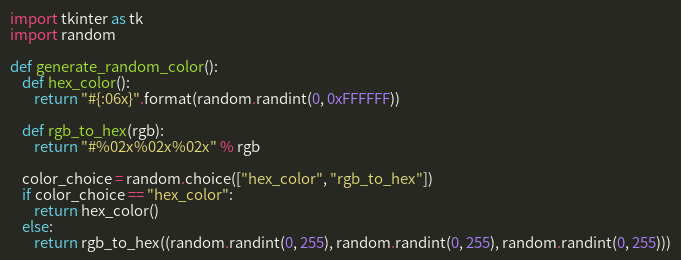 import tkinter as tk
import random

def generate_random_color():
    def hex_color():
        return "#{:06x}".format(random.randint(0, 0xFFFFFF))

    def rgb_to_hex(rgb):
        return "#%02x%02x%02x" % rgb

    color_choice = random.choice(["hex_color", "rgb_to_hex"])
    if color_choice == "hex_color":
        return hex_color()
    else:
        return rgb_to_hex((random.randint(0, 255), random.randint(0, 255), random.randint(0, 255)))